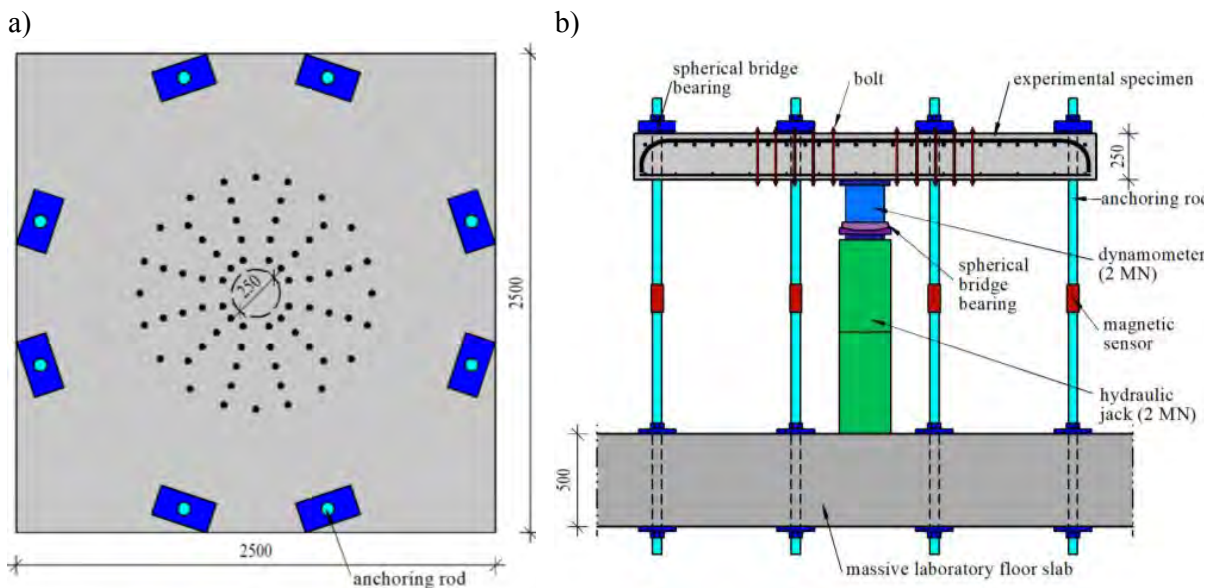 a)
b)
250
2500
2500
anchoring rod
spherical bridge
bearing
bolt
experimental specimen
250
anchoring rod
dynamometer
(2 MN)
spherical
bridge
bearing
magnetic
sensor
hydraulic
jack (2 MN)
500
massive laboratory floor slab